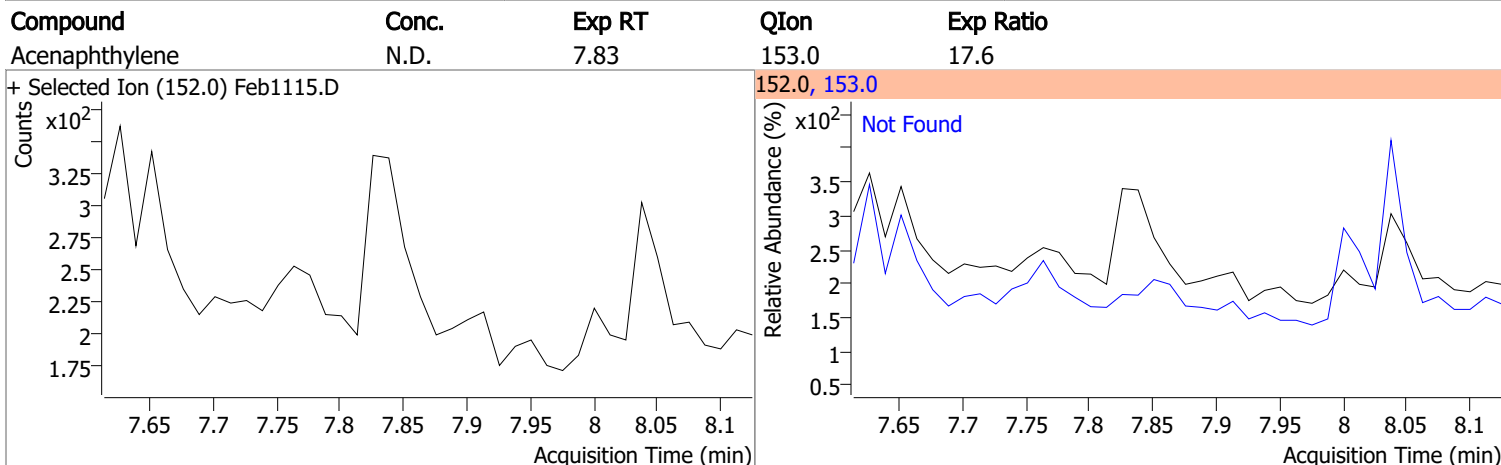 Compound Conc. Exp RT QIon Exp Ratio
Acenaphthylene N.D. 7.83 153.0 17.6
+ Selected Ion (152.0) Feb1115.D
Counts
x10²
3.25
3
2.75
2.5
2.25
2
1.75
7.65 7.7 7.75 7.8 7.85 7.9 7.95 8 8.05 8.1
Acquisition Time (min)
152.0, 153.0
Relative Abundance (%)
x10²
Not Found
3.5
3
2.5
2
1.5
1
0.5
7.65 7.7 7.75 7.8 7.85 7.9 7.95 8 8.05 8.1
Acquisition Time (min)